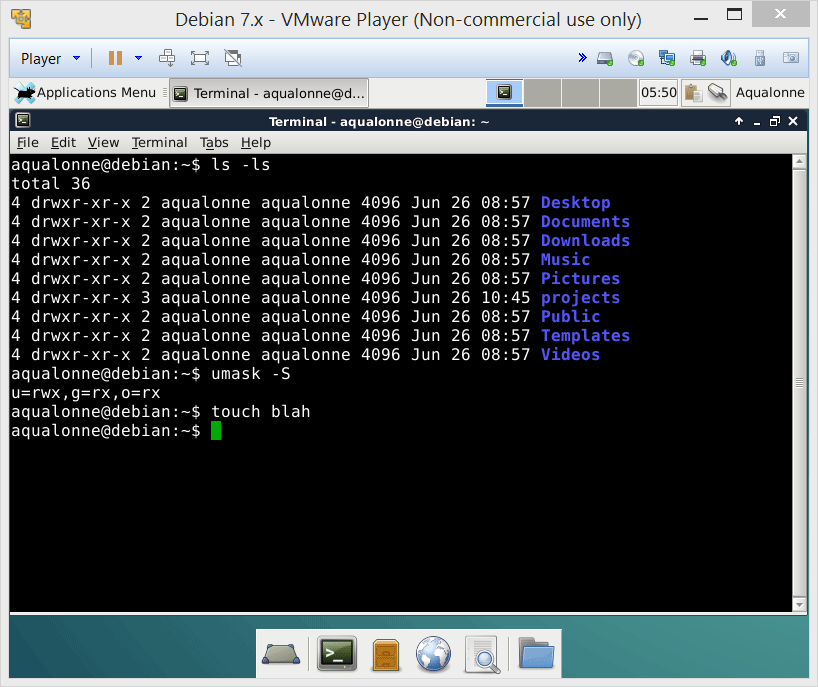 Debian 7.x - VMware Player (Non-commercial use only)
Player
Applications Menu Terminal - aqualonne@d... 05:50 Aqualonne
Terminal - aqualonne@debian: ~
File Edit View Terminal Tabs Help
aqualonne@debian:~$ ls -ls
total 36
4 drwxr-xr-x 2 aqualonne aqualonne 4096 Jun 26 08:57 Desktop
4 drwxr-xr-x 2 aqualonne aqualonne 4096 Jun 26 08:57 Documents
4 drwxr-xr-x 2 aqualonne aqualonne 4096 Jun 26 08:57 Downloads
4 drwxr-xr-x 2 aqualonne aqualonne 4096 Jun 26 08:57 Music
4 drwxr-xr-x 2 aqualonne aqualonne 4096 Jun 26 08:57 Pictures
4 drwxr-xr-x 3 aqualonne aqualonne 4096 Jun 26 10:45 projects
4 drwxr-xr-x 2 aqualonne aqualonne 4096 Jun 26 08:57 Public
4 drwxr-xr-x 2 aqualonne aqualonne 4096 Jun 26 08:57 Templates
4 drwxr-xr-x 2 aqualonne aqualonne 4096 Jun 26 08:57 Videos
aqualonne@debian:~$ umask -S
u=rwx,g=rx,o=rx
aqualonne@debian:~$ touch blah
aqualonne@debian:~$